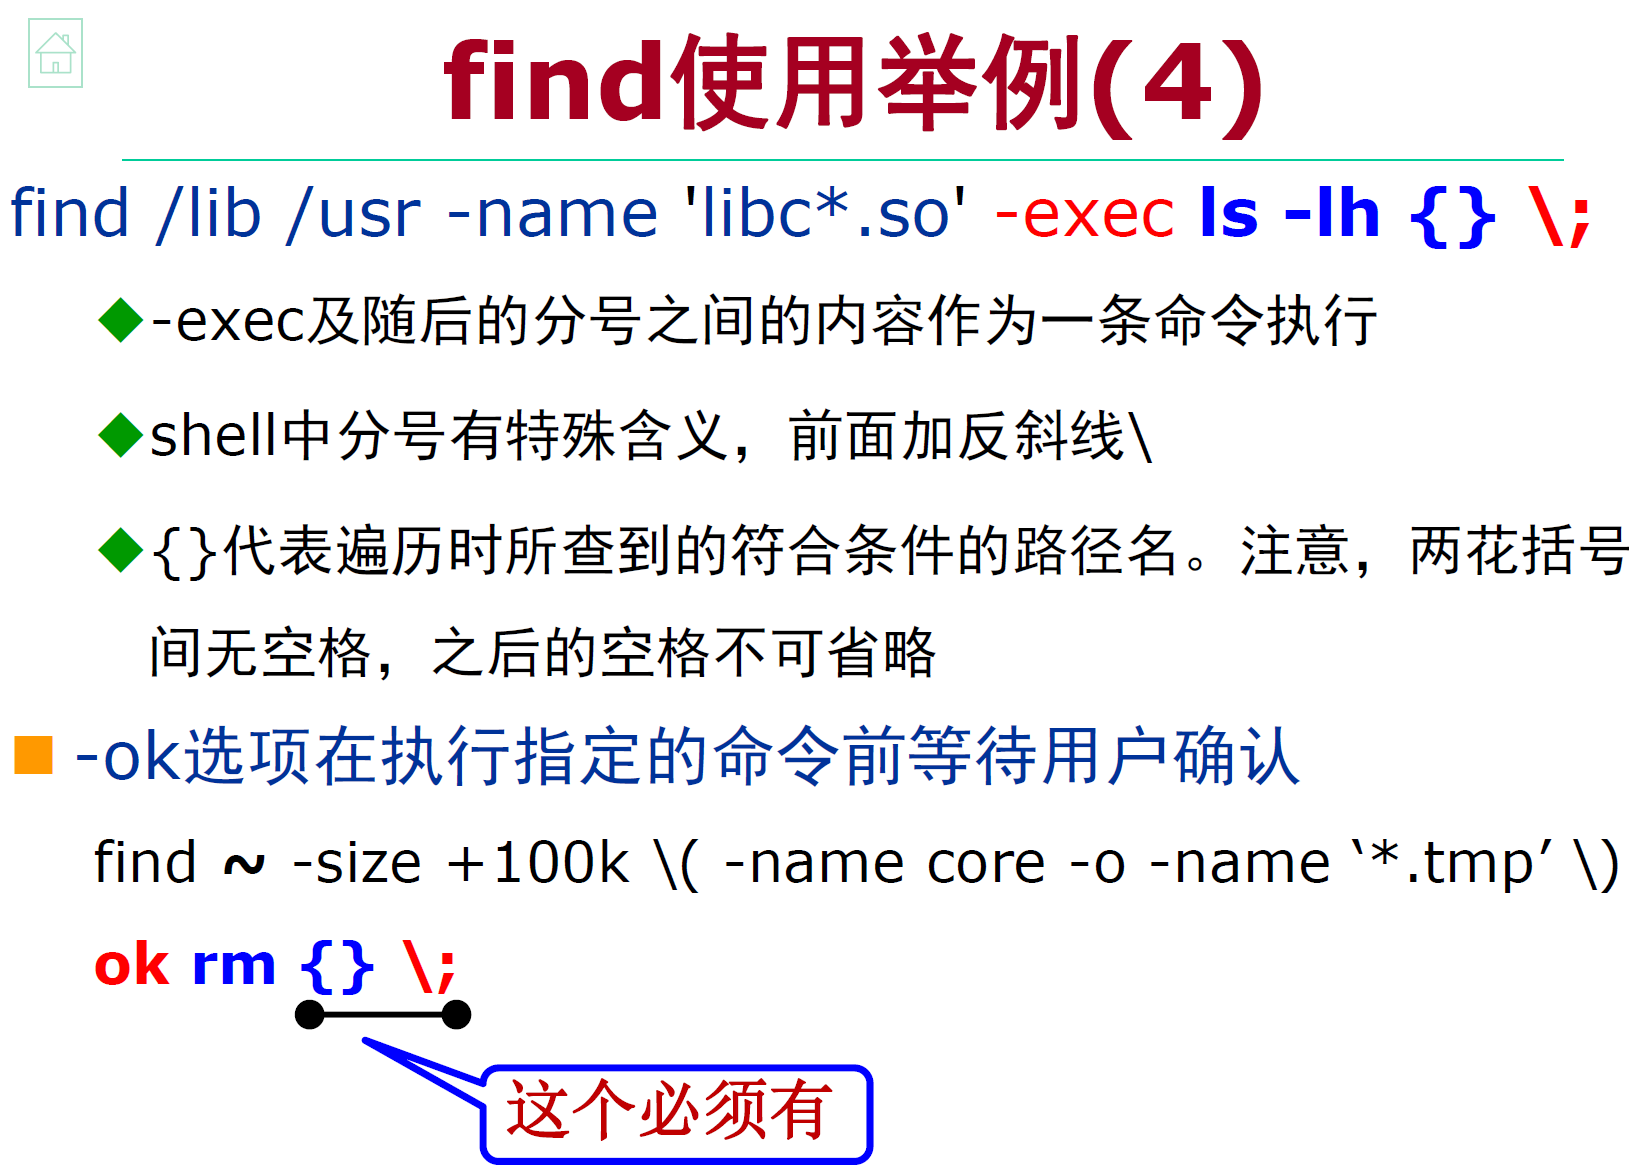 find使用举例(4)
find /lib /usr -name 'libc*.so' -exec ls -lh {} \;
-exec及随后的分号之间的内容作为一条命令执行
shell中分号有特殊含义，前面加反斜线\
{}代表遍历时所查到的符合条件的路径名。注意，两花括号
间无空格，之后的空格不可省略
-ok选项在执行指定的命令前等待用户确认
find ~ -size +100k \( -name core -o -name ‘*.tmp’ \)
ok rm {} \;
这个必须有